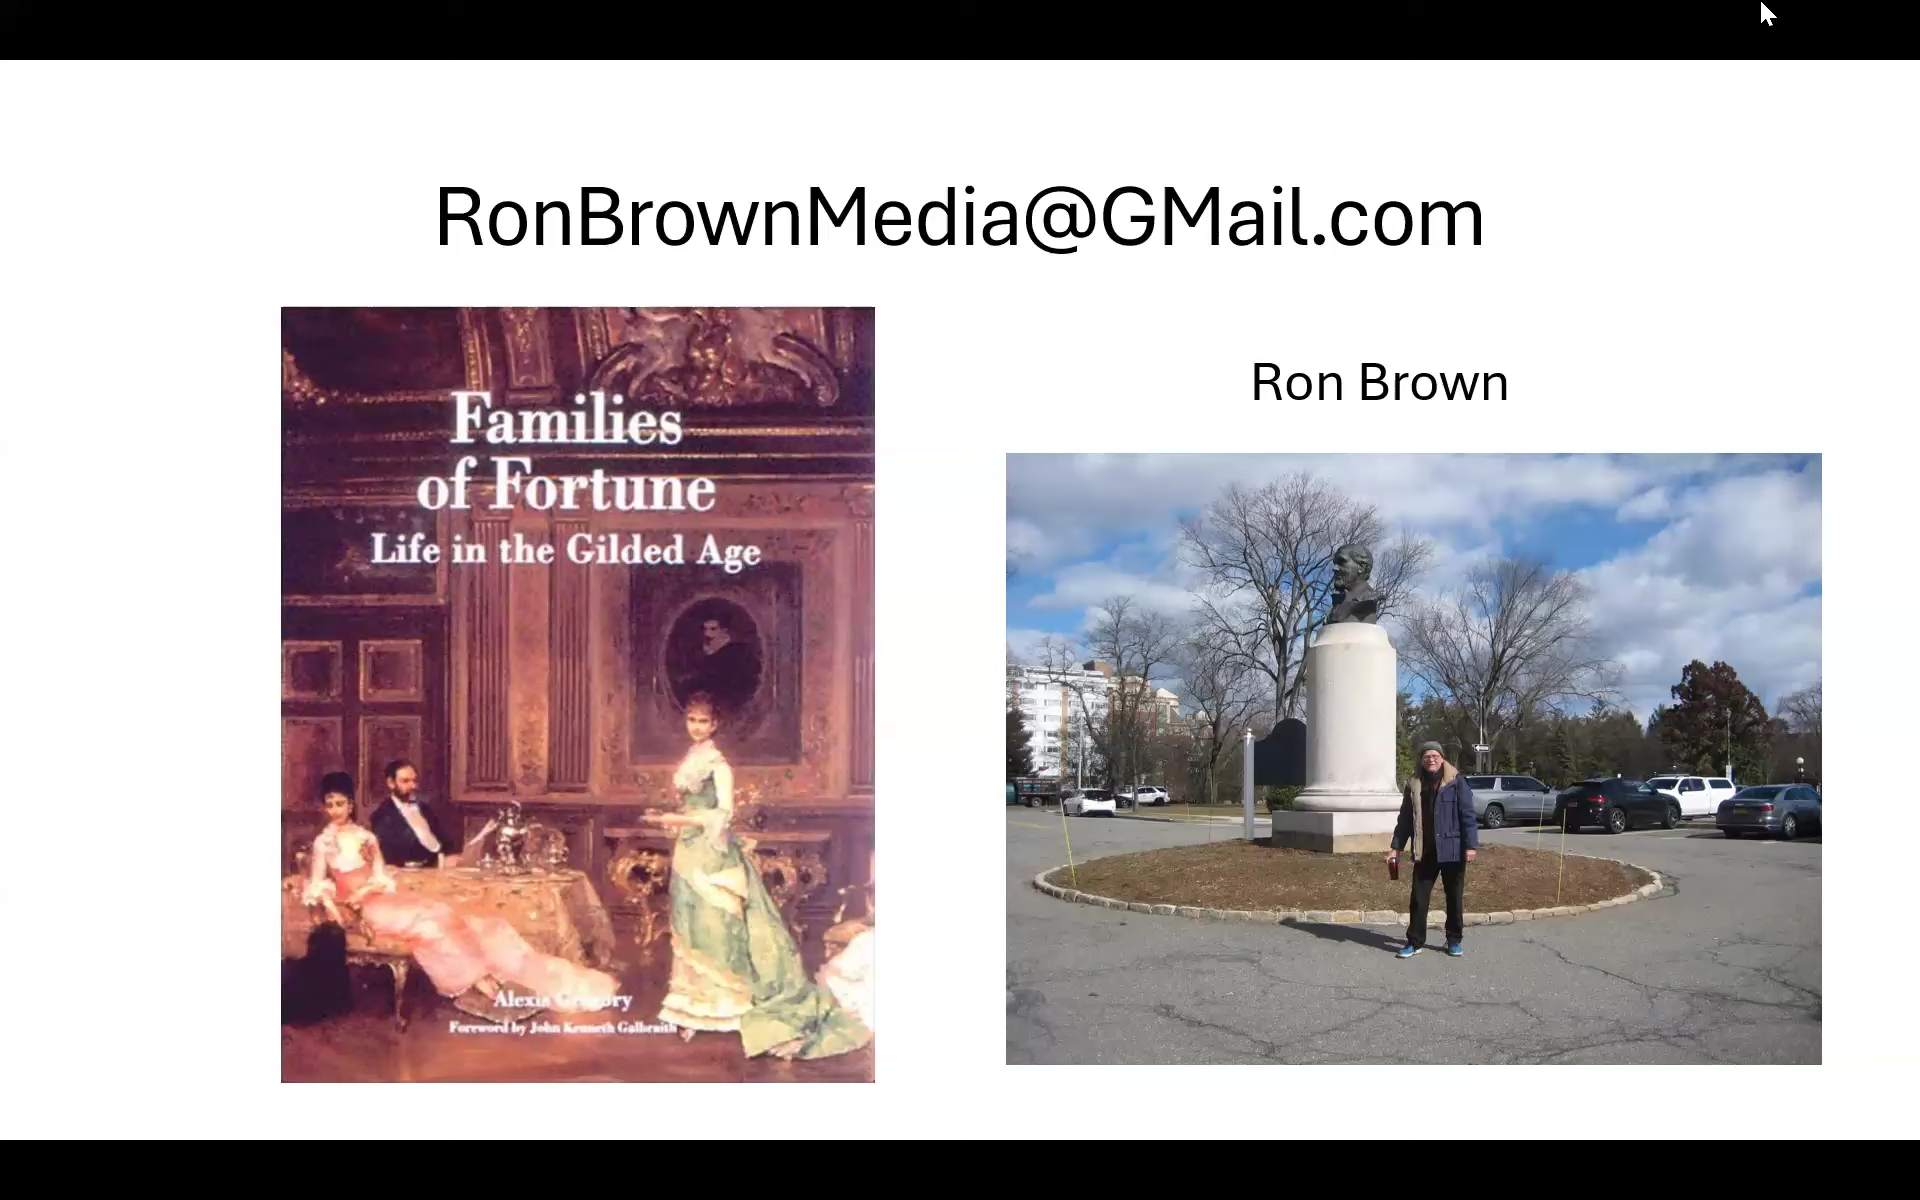 RonBrownMedia@GMail.com
Families
of Fortune
Life in the Gilded Age
Alexis Gregory
Foreword by John Kenneth Galbraith
Ron Brown